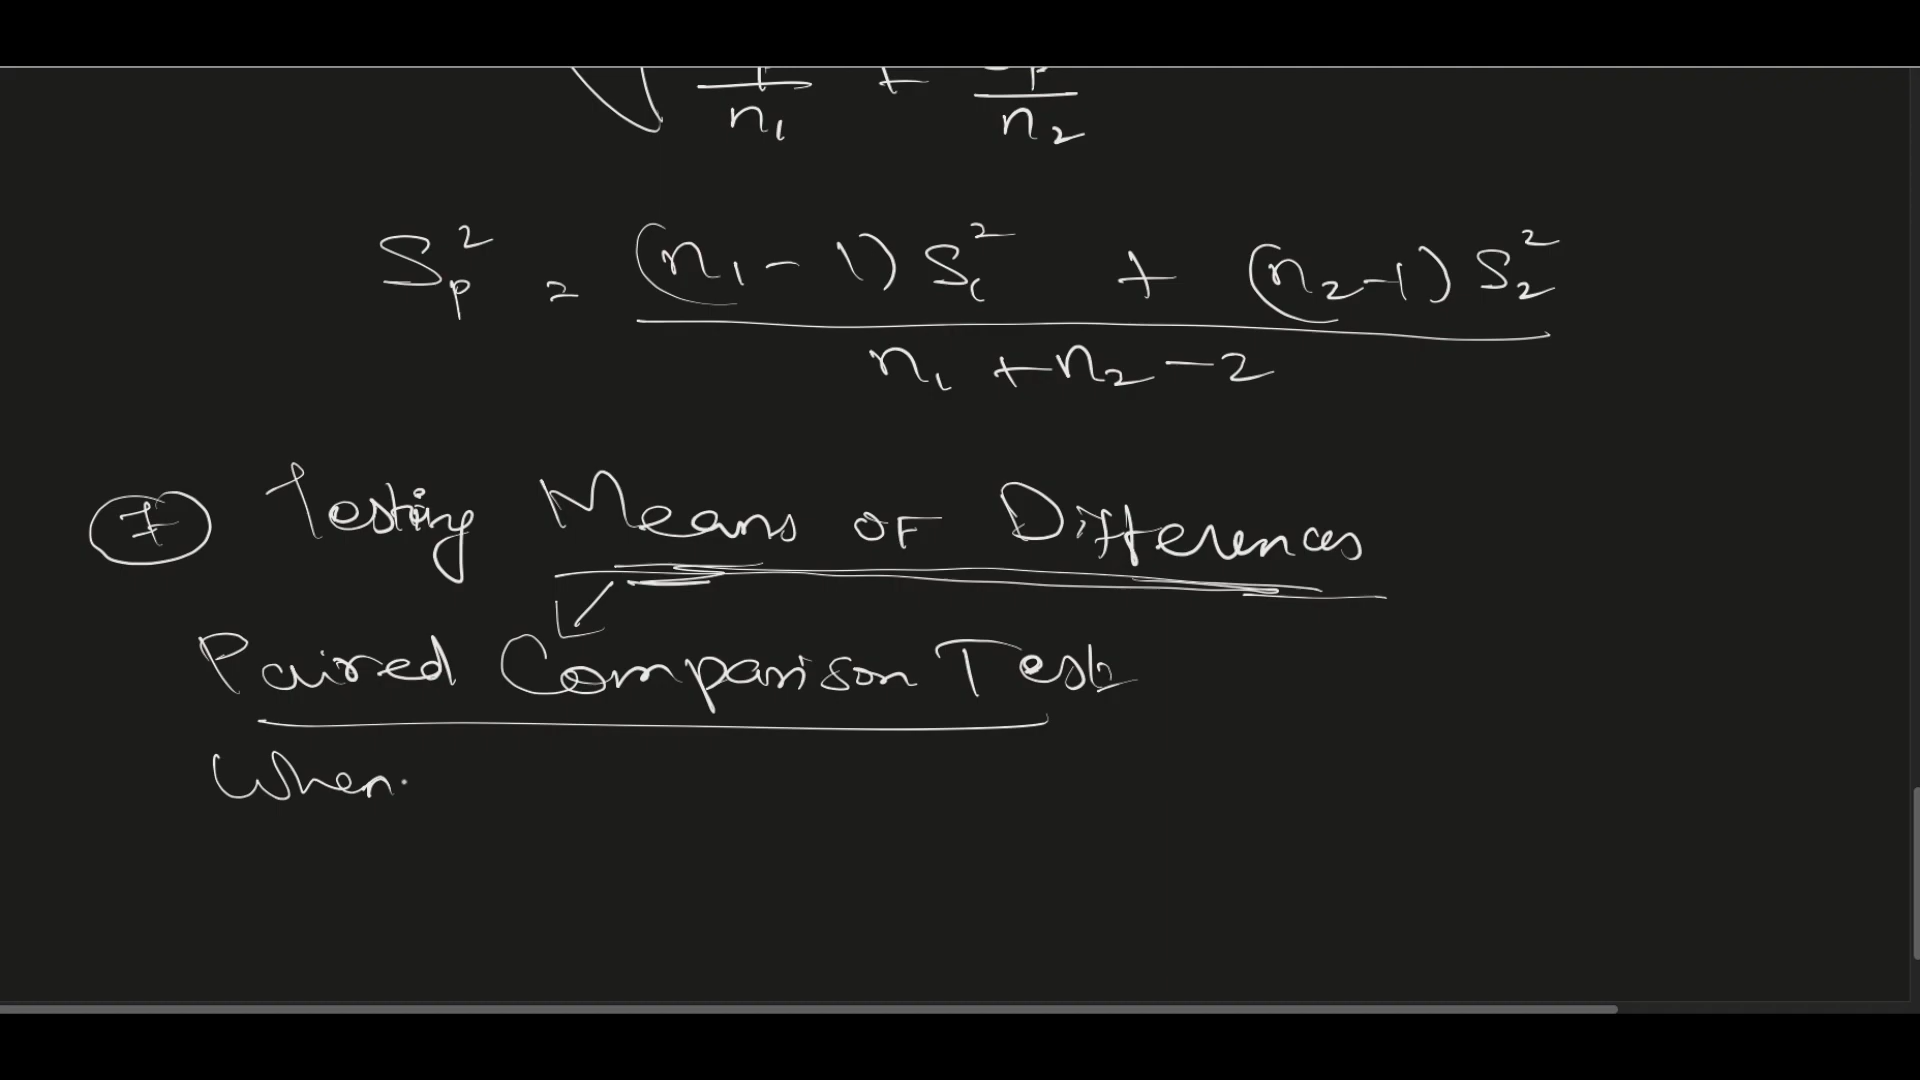 √ n₁ + n₂
Sp² = (n₁ - 1) S₁² + (n₂ - 1) S₂²
n₁ + n₂ - 2
7 Testing Means OF Differences
Paired Comparison Test
When